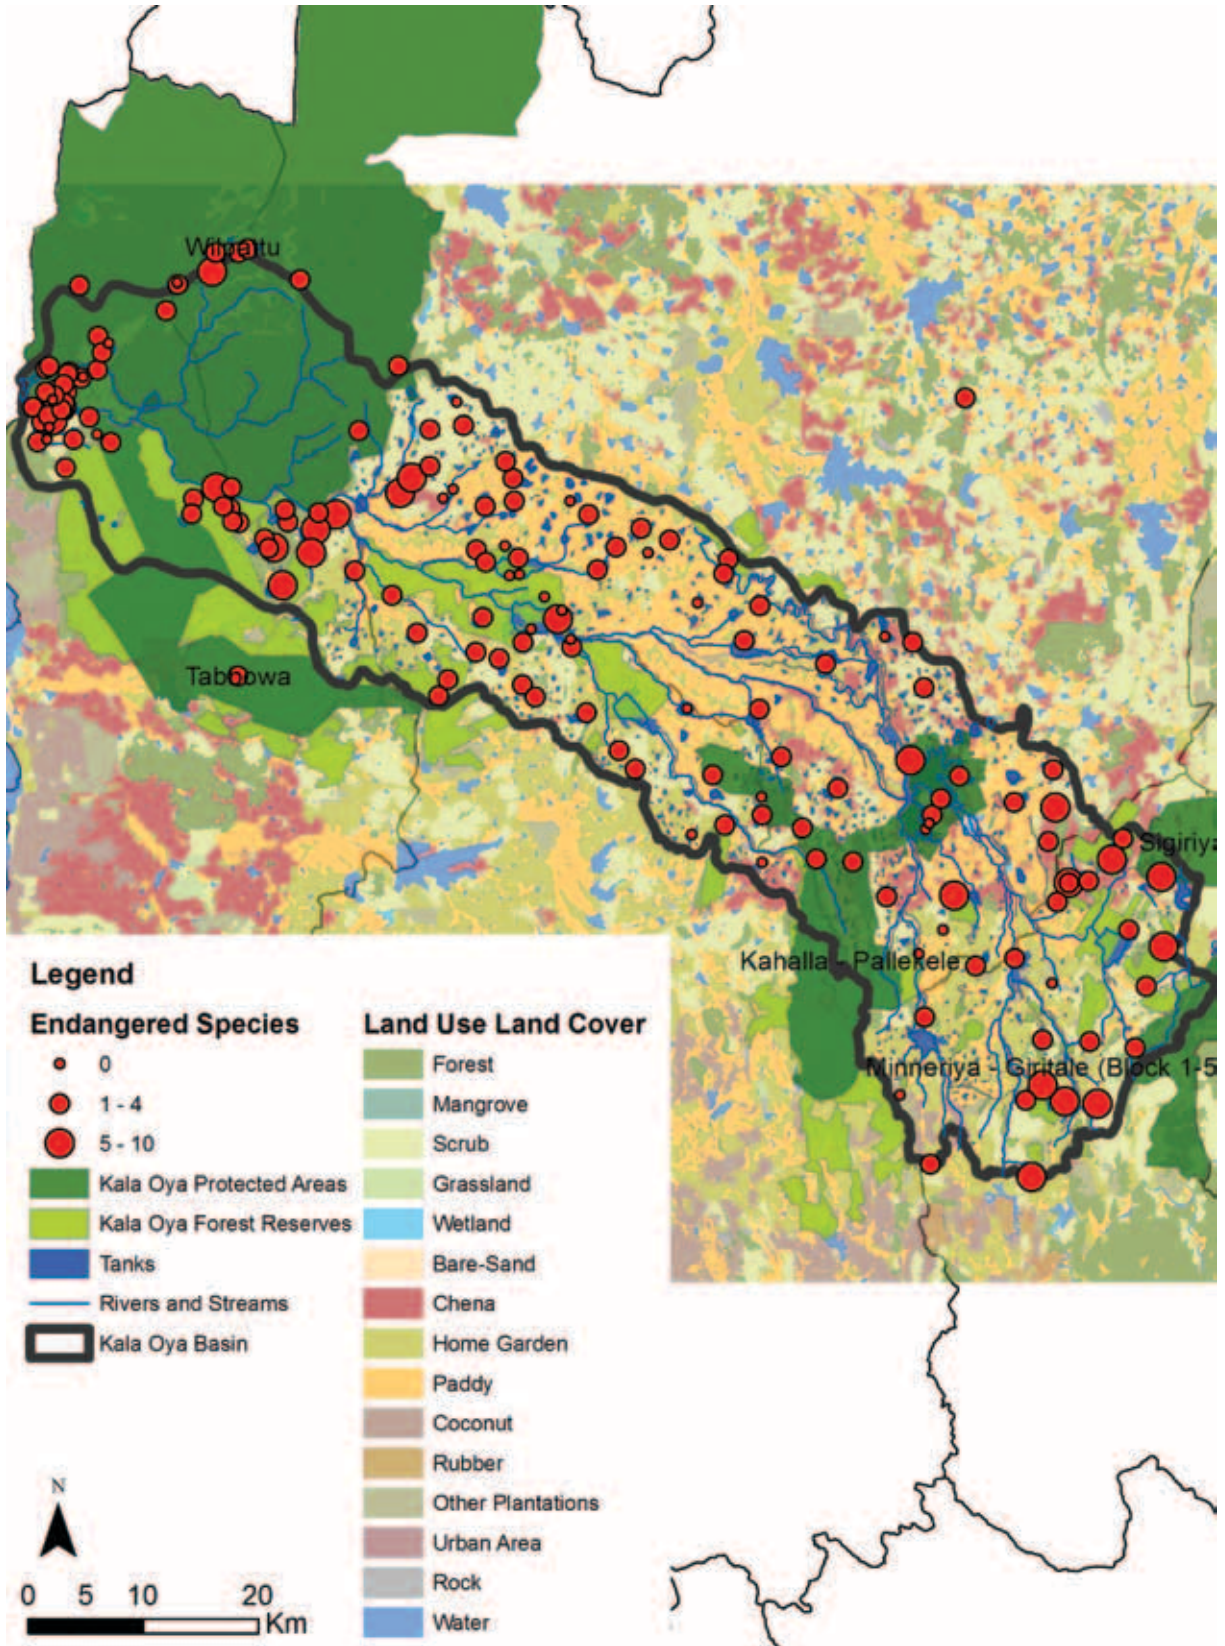 Wilpattu
Tabbowa
Sigiriya
Kahalla - Pallekele
Minneriya - Giritale (Block 1-5
Legend
Endangered Species
0
1 - 4
5 - 10
Kala Oya Protected Areas
Kala Oya Forest Reserves
Tanks
Rivers and Streams
Kala Oya Basin
Land Use Land Cover
Forest
Mangrove
Scrub
Grassland
Wetland
Bare-Sand
Chena
Home Garden
Paddy
Coconut
Rubber
Other Plantations
Urban Area
Rock
Water
N
0 5 10 20
Km